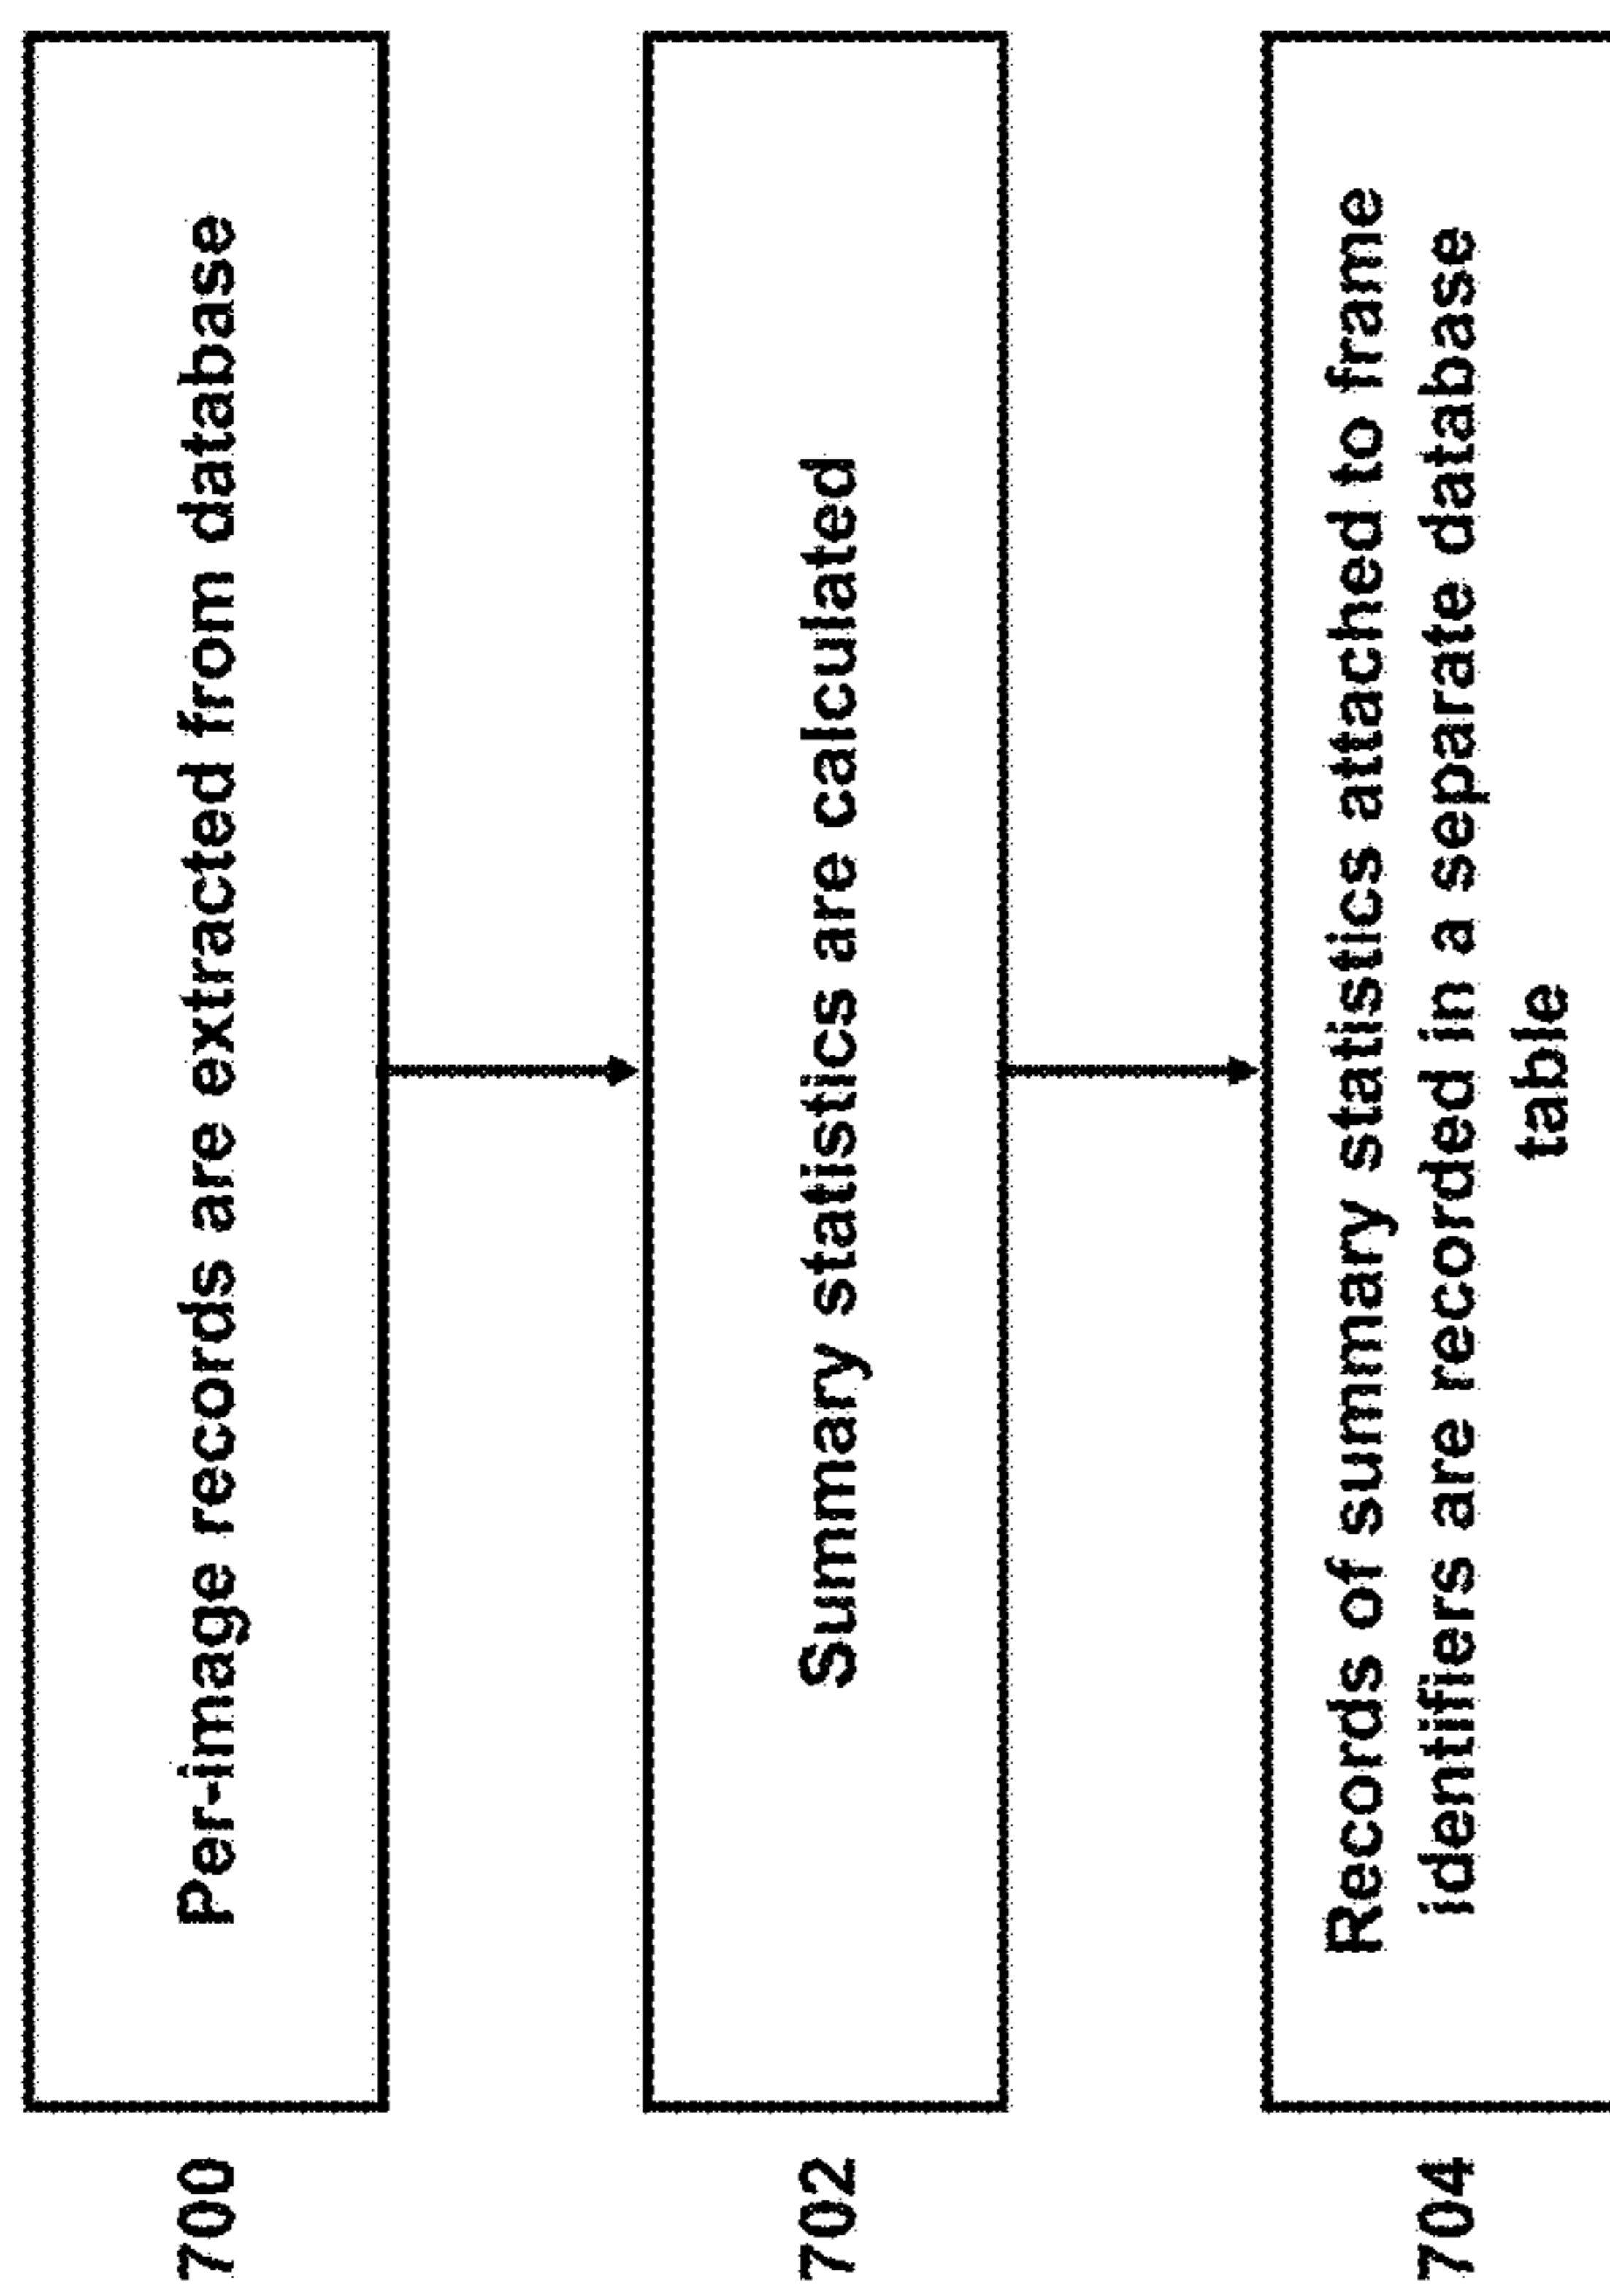 700
Per-image records are extracted from database
702
Summary statistics are calculated
704
Records of summary statistics attached to frame
identifiers are recorded in a separate database
table